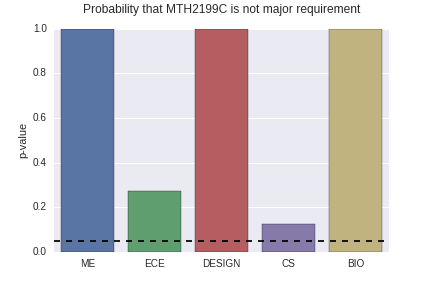 Probability that MTH2199C is not major requirement
p-value
1.0
0.8
0.6
0.4
0.2
0.0
ME ECE DESIGN CS BIO